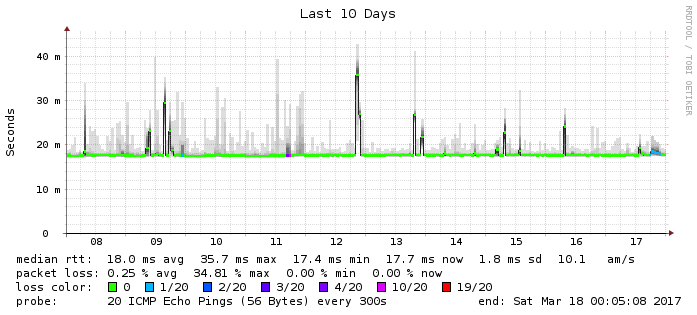 Last 10 Days
RRDTOOL / TOBI OETIKER
Seconds
40 m
30 m
20 m
10 m
0
08 09 10 11 12 13 14 15 16 17
median rtt: 18.0 ms avg 35.7 ms max 17.4 ms min 17.7 ms now 1.8 ms sd 10.1 am/s
packet loss: 0.25 % avg 34.81 % max 0.00 % min 0.00 % now
loss color: 0 1/20 2/20 3/20 4/20 10/20 19/20
probe: 20 ICMP Echo Pings (56 Bytes) every 300s end: Sat Mar 18 00:05:08 2017